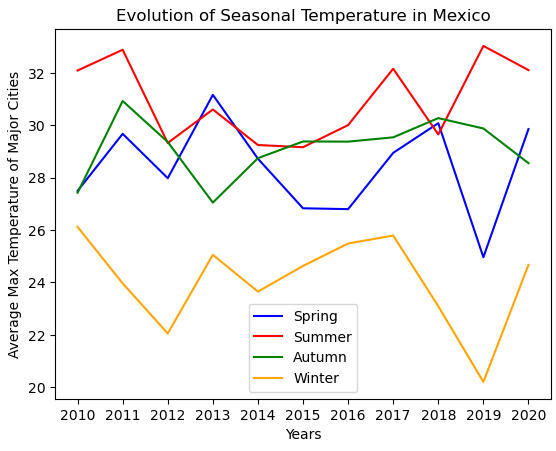 Evolution of Seasonal Temperature in Mexico
Average Max Temperature of Major Cities
32
30
28
26
24
22
20
Spring
Summer
Autumn
Winter
2010 2011 2012 2013 2014 2015 2016 2017 2018 2019 2020
Years